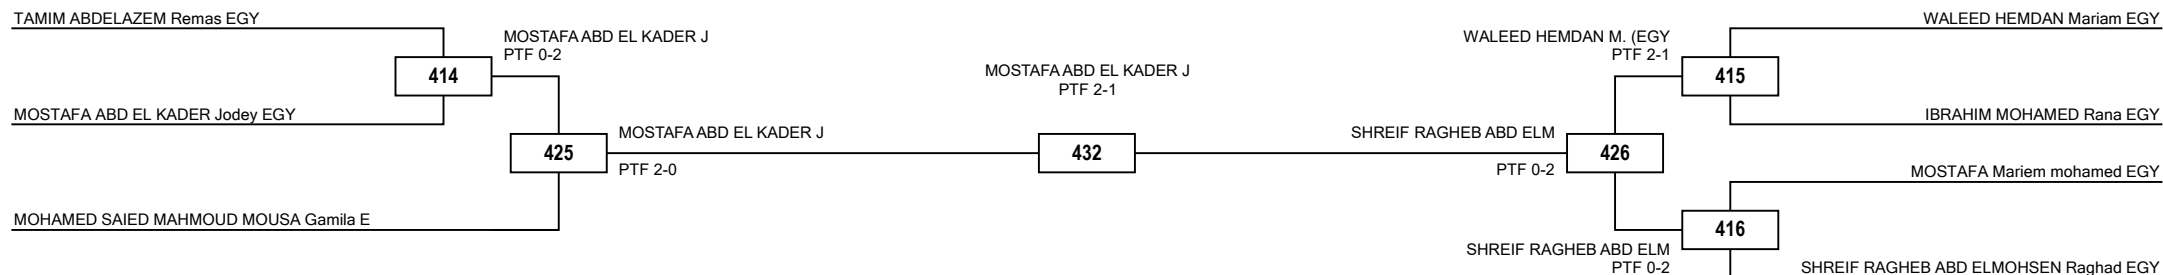 TAMIM ABDELAZEM Remas EGY
WALEED HEMDAN Mariam EGY
MOSTAFA ABD EL KADER J
PTF 0-2
WALEED HEMDAN M. (EGY
PTF 2-1
414
MOSTAFA ABD EL KADER J
PTF 2-1
415
MOSTAFA ABD EL KADER Jodey EGY
IBRAHIM MOHAMED Rana EGY
425
MOSTAFA ABD EL KADER J
PTF 2-0
432
SHREIF RAGHEB ABD ELM
PTF 0-2
426
MOSTAFA Mariem mohamed EGY
MOHAMED SAIED MAHMOUD MOUSA Gamila E
416
SHREIF RAGHEB ABD ELM
PTF 0-2
SHREIF RAGHEB ABD ELMOHSEN Raghad EGY